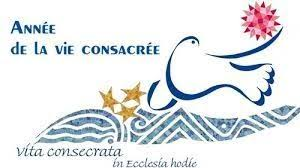 ANNÉE
DE LA VIE CONSACRÉE
vita consecrata
in Ecclesia hodie